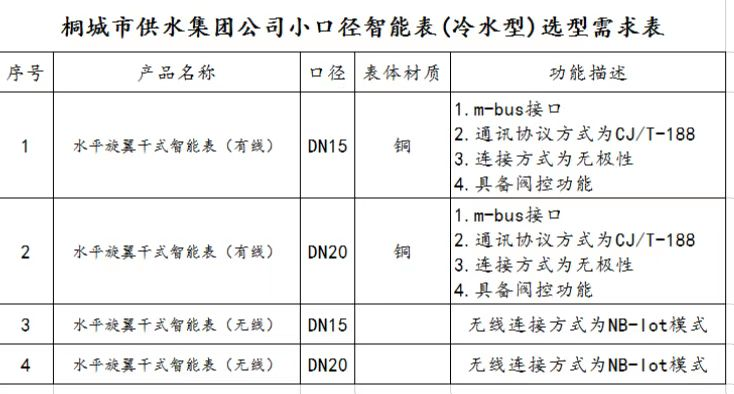 桐城市供水集团公司小口径智能表(冷水型)选型需求表
序号 产品名称 口径 表体材质 功能描述
1 水平旋翼干式智能表（有线） DN15 铜 1.m-bus接口
2.通讯协议方式为CJ/T-188
3.连接方式为无极性
4.具备阀控功能
2 水平旋翼干式智能表（有线） DN20 铜 1.m-bus接口
2.通讯协议方式为CJ/T-188
3.连接方式为无极性
4.具备阀控功能
3 水平旋翼干式智能表（无线） DN15 无线连接方式为NB-lot模式
4 水平旋翼干式智能表（无线） DN20 无线连接方式为NB-lot模式